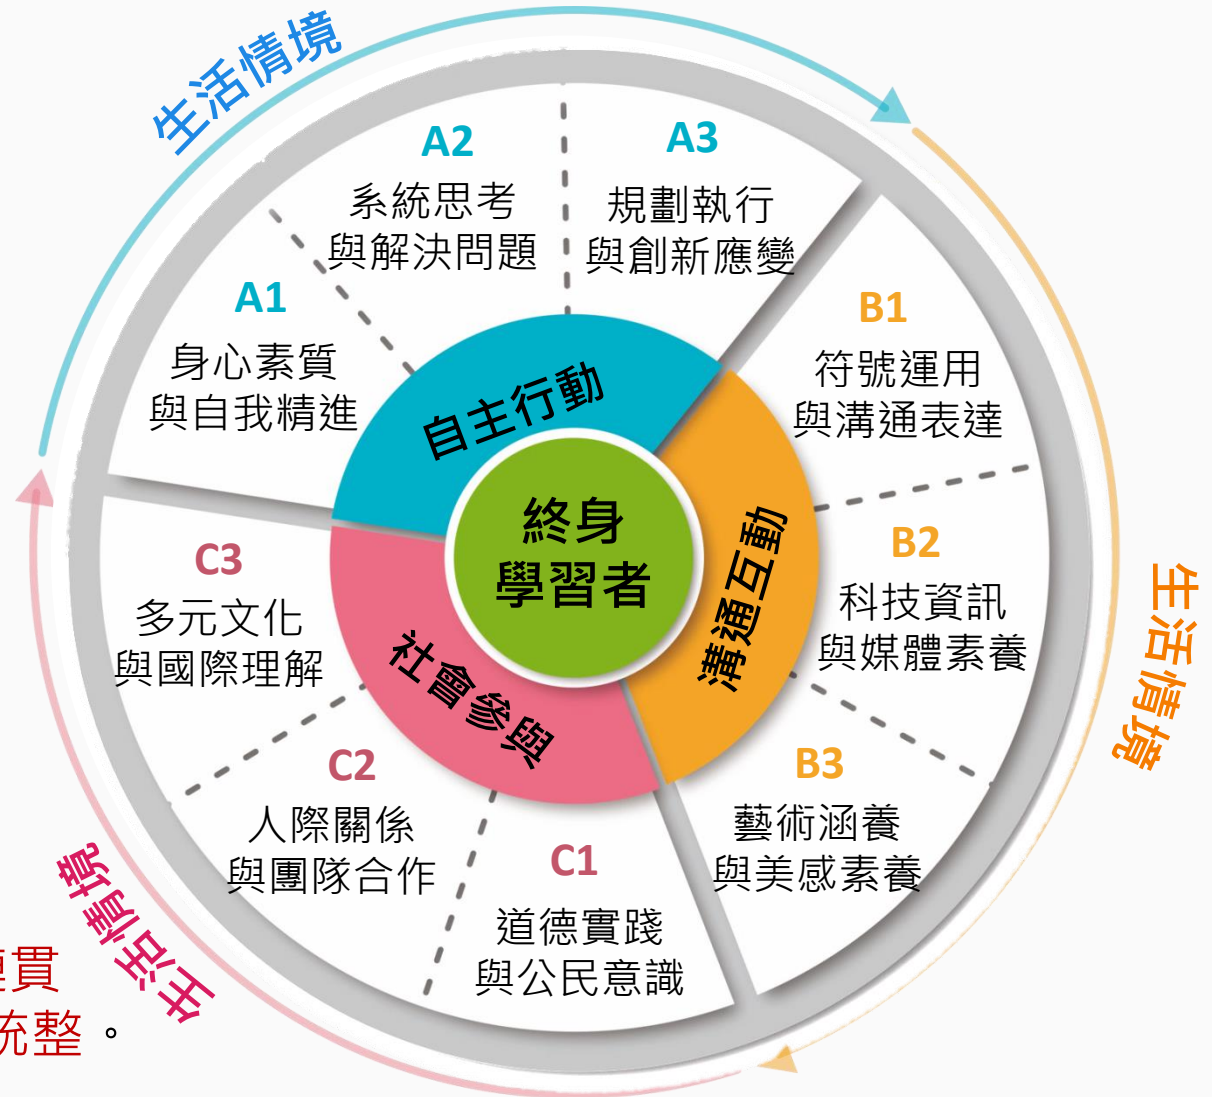 生活情境
A1
身心素質
與自我精進
A2
系統思考
與解決問題
A3
規劃執行
與創新應變
自主行動
B1
符號運用
與溝通表達
B2
科技資訊
與媒體素養
B3
藝術涵養
與美感素養
溝通互動
生活情境
C1
道德實踐
與公民意識
C2
人際關係
與團隊合作
C3
多元文化
與國際理解
社會參與
生活情境
終身
學習者
貫
統整。